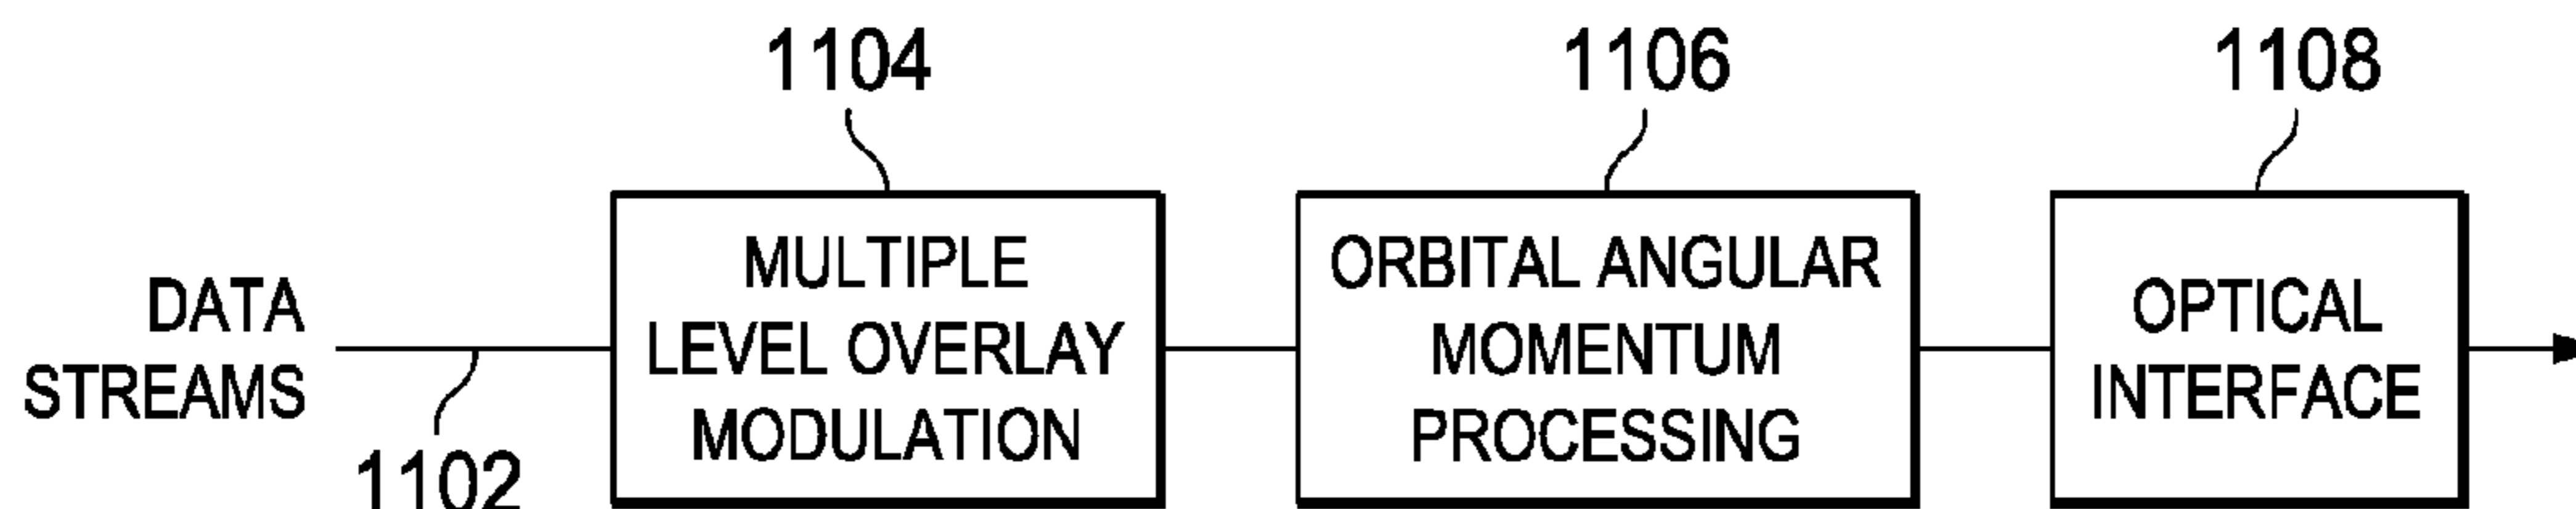 1104
1106
1108
DATA
STREAMS
1102
MULTIPLE
LEVEL OVERLAY
MODULATION
ORBITAL ANGULAR
MOMENTUM
PROCESSING
OPTICAL
INTERFACE